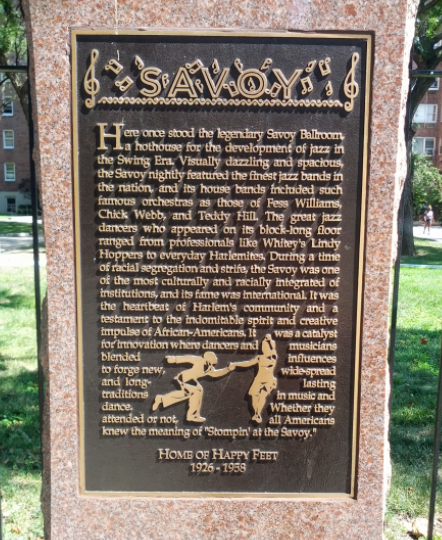 SAVOY
Here once stood the legendary Savoy Ballroom,
a hothouse for the development of jazz in
the Swing Era. Visually dazzling and spacious,
the Savoy nightly featured the finest jazz bands in
the nation, and its house bands included such
famous orchestras as those of Fess Williams,
Chick Webb, and Teddy Hill. The great jazz
dancers who appeared on its block-long floor
ranged from professionals like Whitey's Lindy
Hoppers to everyday Harlemites. During a time
of racial segregation and strife, the Savoy was one
of the most culturally and racially integrated of
institutions, and its fame was international. It was
the heartbeat of Harlem's community and a
testament to the indomitable spirit and creative
impulse of African-Americans. It was a catalyst
for innovation where dancers and musicians
blended influences
to forge new, wide-spread
and long- lasting
traditions in music and
dance. Whether they
attended or not, all Americans
knew the meaning of "Stompin' at the Savoy."
HOME OF HAPPY FEET
1926 - 1958